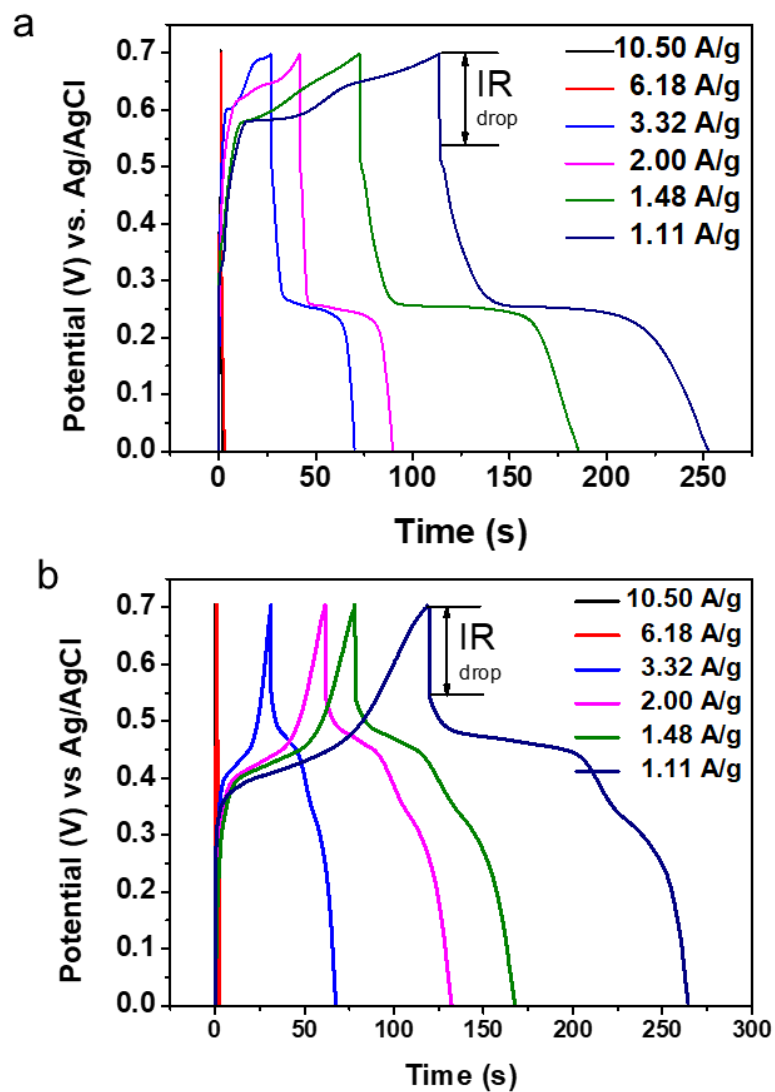 a
0.7
0.6
0.5
0.4
0.3
0.2
0.1
0.0
Potential (V) vs. Ag/AgCl
IR
drop
10.50 A/g
6.18 A/g
3.32 A/g
2.00 A/g
1.48 A/g
1.11 A/g
0 50 100 150 200 250
Time (s)
b
0.7
0.6
0.5
0.4
0.3
0.2
0.1
0.0
Potential (V) vs Ag/AgCl
IR
drop
10.50 A/g
6.18 A/g
3.32 A/g
2.00 A/g
1.48 A/g
1.11 A/g
0 50 100 150 200 250 300
Time (s)